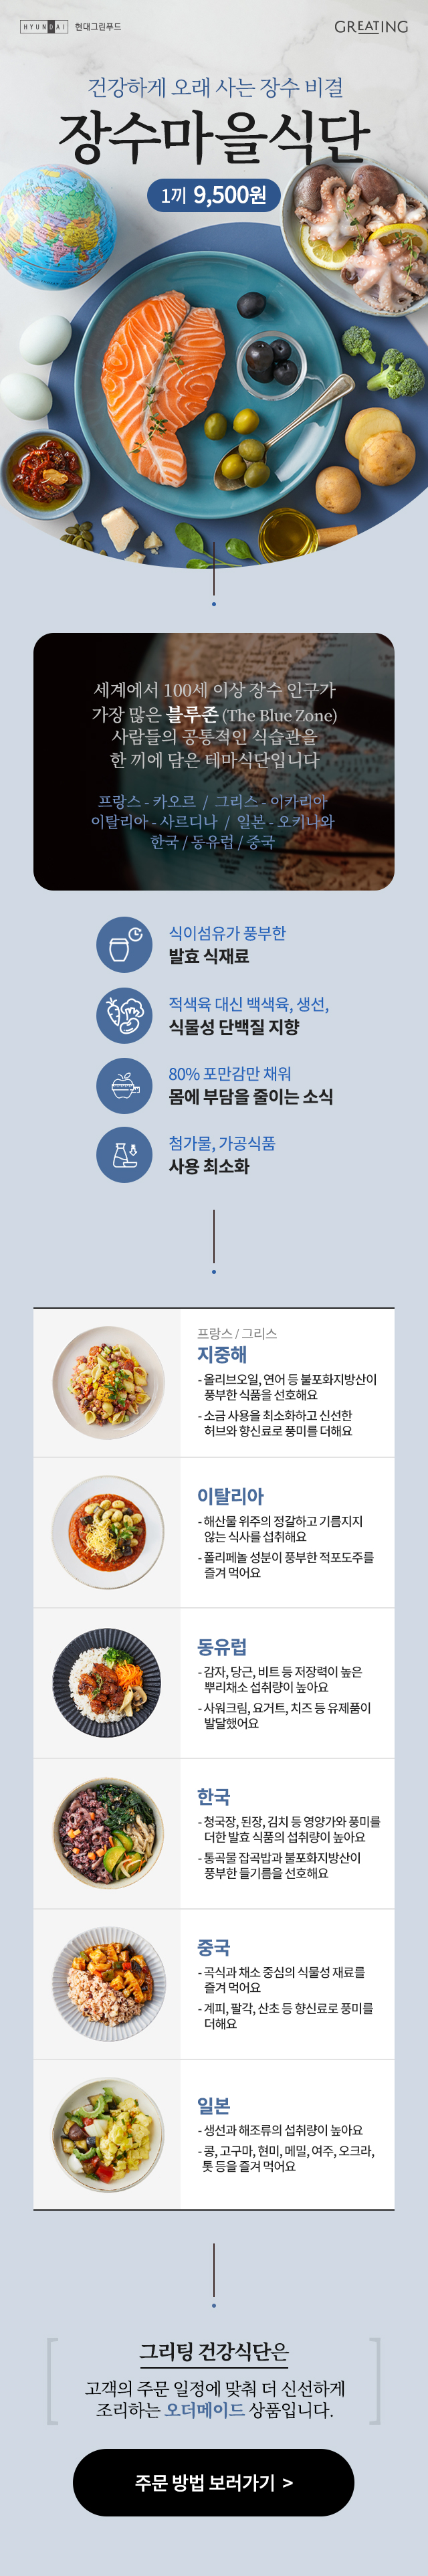 HYUNDAI 현대그린푸드
GREATING
건강하게 오래 사는 장수 비결
장수마을식단
1끼 9,500원
세계에서 100세 이상 장수 인구가
가장 많은 블루존 (The Blue Zone)
사람들의 공통적인 식습관을
한 끼에 담은 테마식단입니다
프랑스 - 카오르 / 그리스 - 이카리아
이탈리아 - 사르디나 / 일본 - 오키나와
한국 / 동유럽 / 중국
식이섬유가 풍부한
발효 식재료
적색육 대신 백색육, 생선,
식물성 단백질 지향
80% 포만감만 채워
몸에 부담을 줄이는 소식
첨가물, 가공식품
사용 최소화
프랑스 / 그리스
지중해
- 올리브오일, 연어 등 불포화지방산이
풍부한 식품을 선호해요
- 소금 사용을 최소화하고 신선한
허브와 향신료로 풍미를 더해요
이탈리아
- 해산물 위주의 정갈하고 기름지지
않는 식사를 섭취해요
- 폴리페놀 성분이 풍부한 적포도주를
즐겨 먹어요
동유럽
- 감자, 당근, 비트 등 저장력이 높은
뿌리채소 섭취량이 높아요
- 사워크림, 요거트, 치즈 등 유제품이
발달했어요
한국
- 청국장, 된장, 김치 등 영양가와 풍미를
더한 발효 식품의 섭취량이 높아요
- 통곡물 잡곡밥과 불포화지방산이
풍부한 들기름을 선호해요
중국
- 곡식과 채소 중심의 식물성 재료를
즐겨 먹어요
- 계피, 팔각, 산초 등 향신료로 풍미를
더해요
일본
- 생선과 해조류의 섭취량이 높아요
- 콩, 고구마, 현미, 메밀, 여주, 오크라,
톳 등을 즐겨 먹어요
그리팅 건강식단은
고객의 주문 일정에 맞춰 더 신선하게
조리하는 오더메이드 상품입니다.
주문 방법 보러가기 >